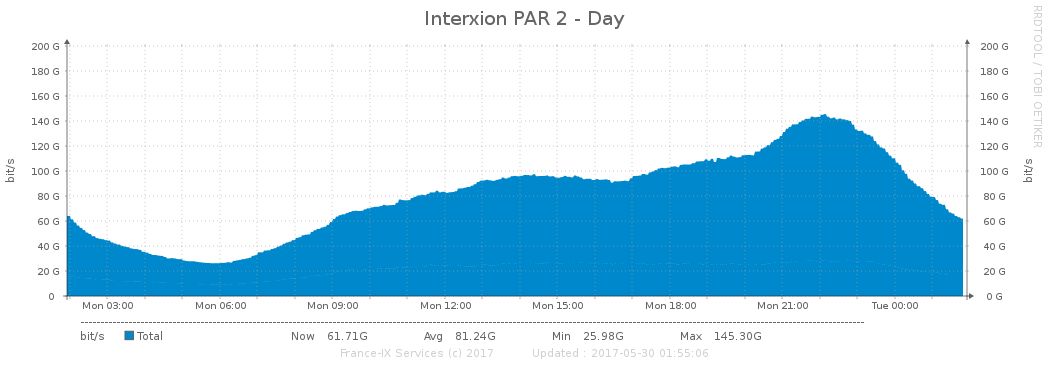 Interxion PAR 2 - Day
RRDTOOL / TOBI OETIKER
bit/s
bit/s
200 G 200 G
180 G 180 G
160 G 160 G
140 G 140 G
120 G 120 G
100 G 100 G
80 G 80 G
60 G 60 G
40 G 40 G
20 G 20 G
0 0 G
Mon 03:00 Mon 06:00 Mon 09:00 Mon 12:00 Mon 15:00 Mon 18:00 Mon 21:00 Tue 00:00
bit/s Total Now 61.71G Avg 81.24G Min 25.98G Max 145.30G
France-IX Services (c) 2017 Updated : 2017-05-30 01:55:06